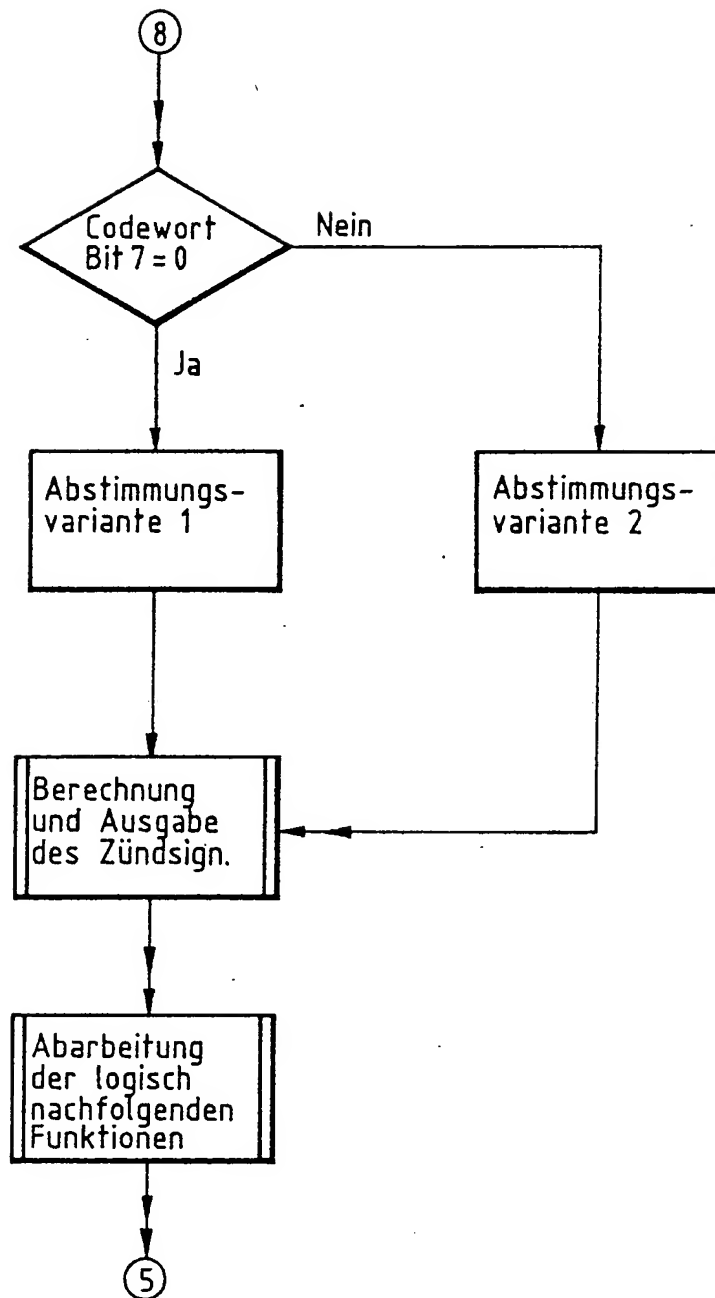 8
Codewort
Bit 7 = 0
Nein
Ja
Abstimmungs-
variante 1
Abstimmungs-
variante 2
Berechnung
und Ausgabe
des Zündsign.
Abarbeitung
der logisch
nachfolgenden
Funktionen
5